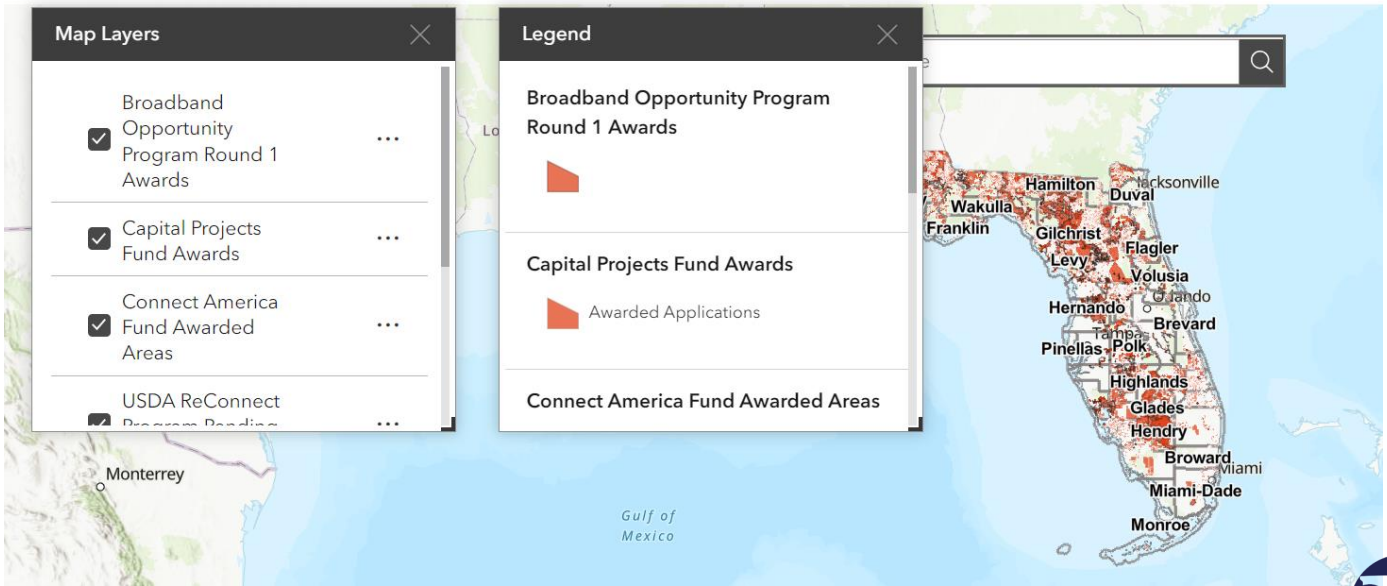 Map Layers
Broadband
Opportunity
Program Round 1
Awards
...
Capital Projects
Fund Awards
...
Connect America
Fund Awarded
Areas
...
USDA ReConnect
Program Pending
...
Legend
Broadband Opportunity Program
Round 1 Awards
Capital Projects Fund Awards
Awarded Applications
Connect America Fund Awarded Areas
Lo
e
Hamilton
Jacksonville
Duval
Wakulla
Franklin
Gilchrist
Flagler
Levy
Volusia
Orlando
Hernando
Brevard
Tampa
Pinellas
Polk
Highlands
Glades
Hendry
Broward
Miami
Miami-Dade
Monroe
Monterrey
Gulf of
Mexico